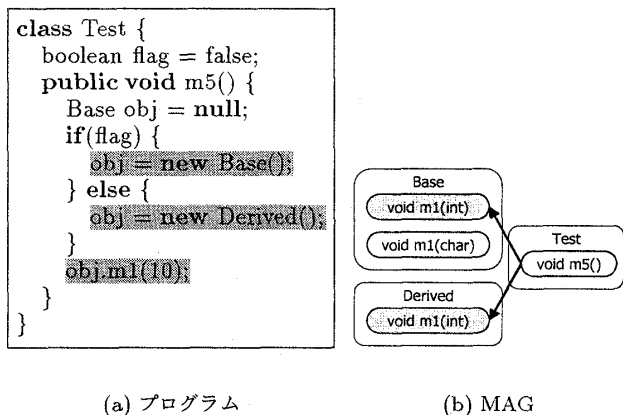 class Test {
boolean flag = false;
public void m5() {
Base obj = null;
if(flag) {
obj = new Base();
} else {
obj = new Derived();
}
obj.m1(10);
}
}
Base
void m1(int)
void m1(char)
Test
void m5()
Derived
void m1(int)
(a) プログラム
(b) MAG